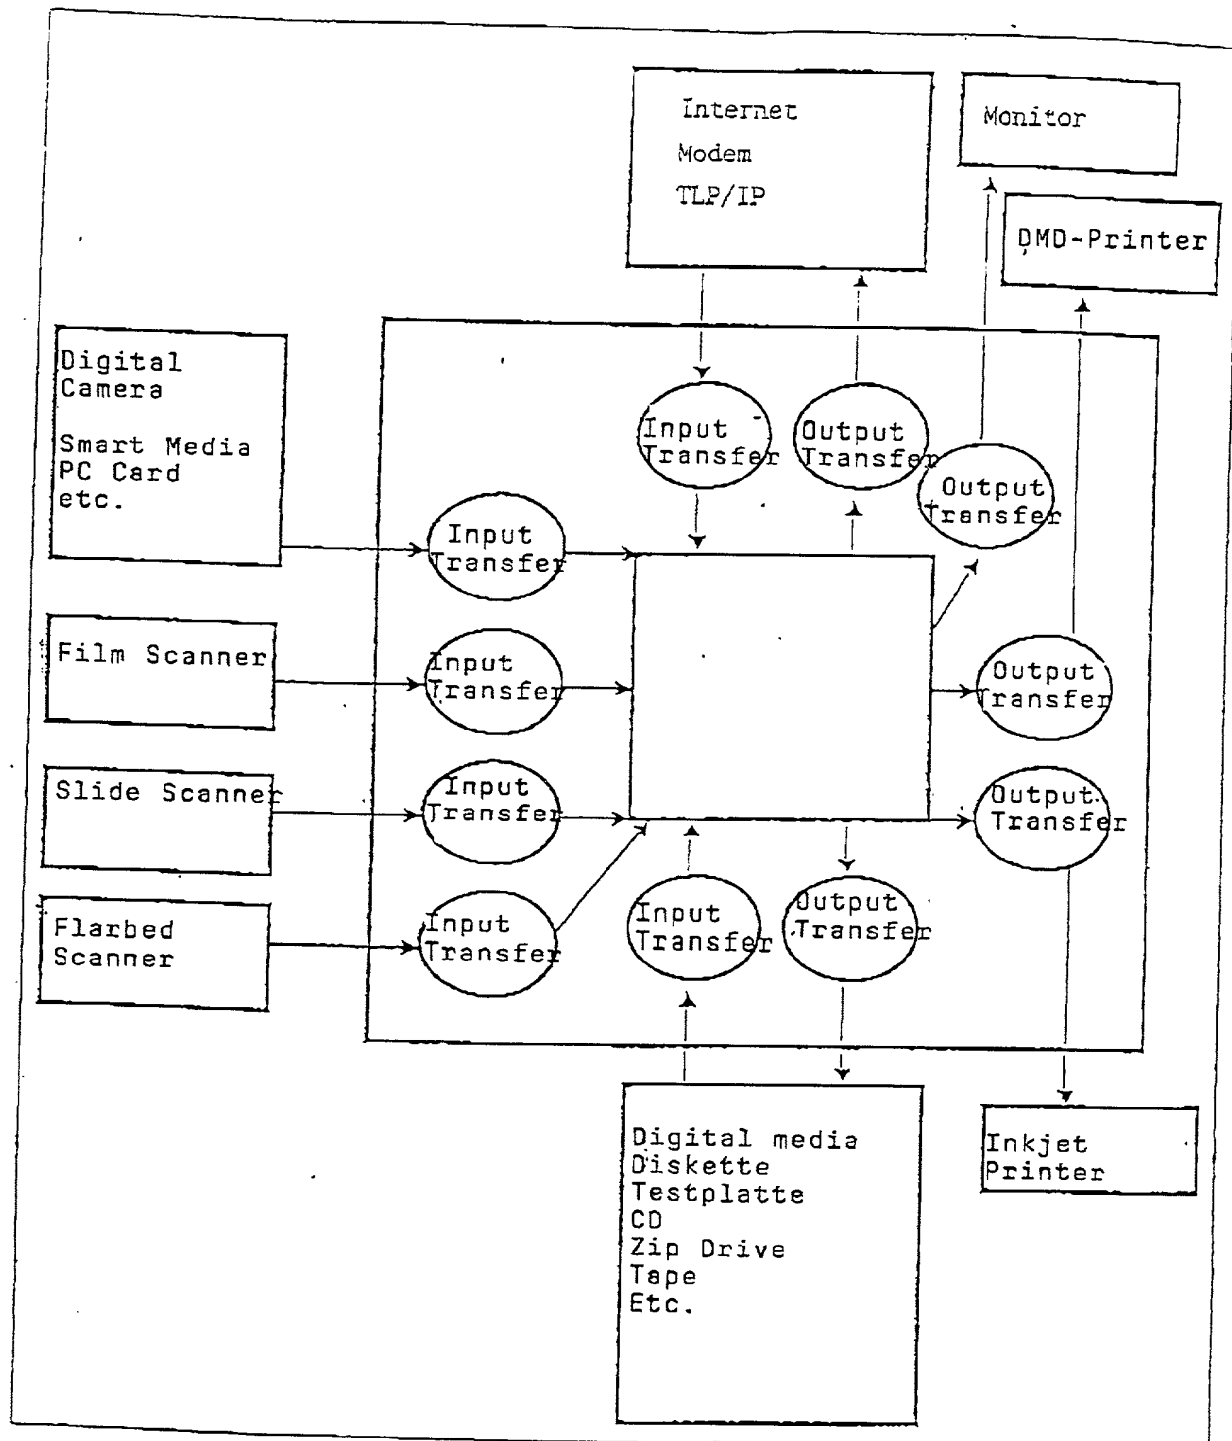 Internet
Modem
TLP/IP
Monitor
DMD-Printer
Digital
Camera
Smart Media
PC Card
etc.
Input
Transfer
Output
Transfer
Output
Transfer
Input
Transfer
Film Scanner
Input
Transfer
Output
Transfer
Slide Scanner
Input
Transfer
Output
Transfer
Flarbed
Scanner
Input
Transfer
Input
Transfer
Output
Transfer
Digital media
Diskette
Testplatte
CD
Zip Drive
Tape
Etc.
Inkjet
Printer